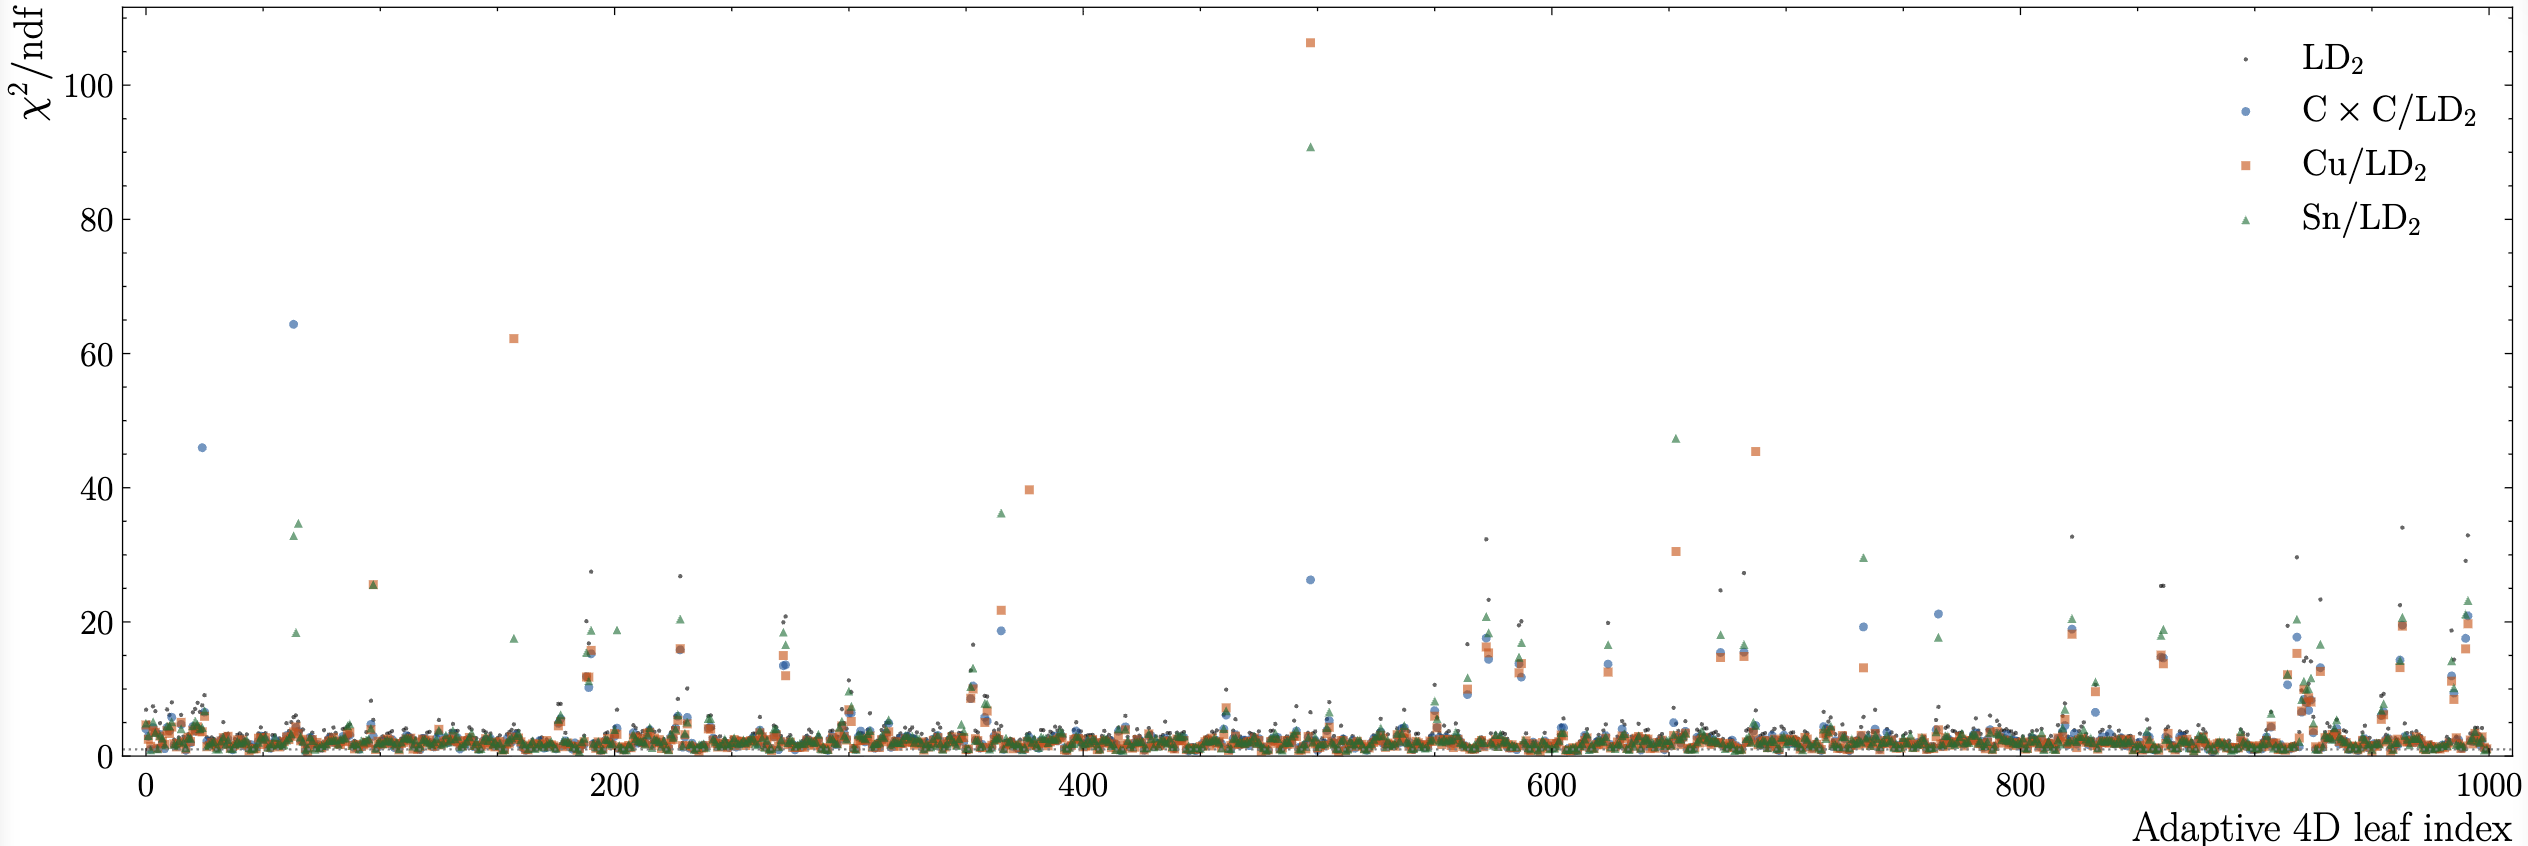 χ²/ndf
100
80
60
40
20
0
LD₂
C × C/LD₂
Cu/LD₂
Sn/LD₂
0 200 400 600 800 1000
Adaptive 4D leaf index